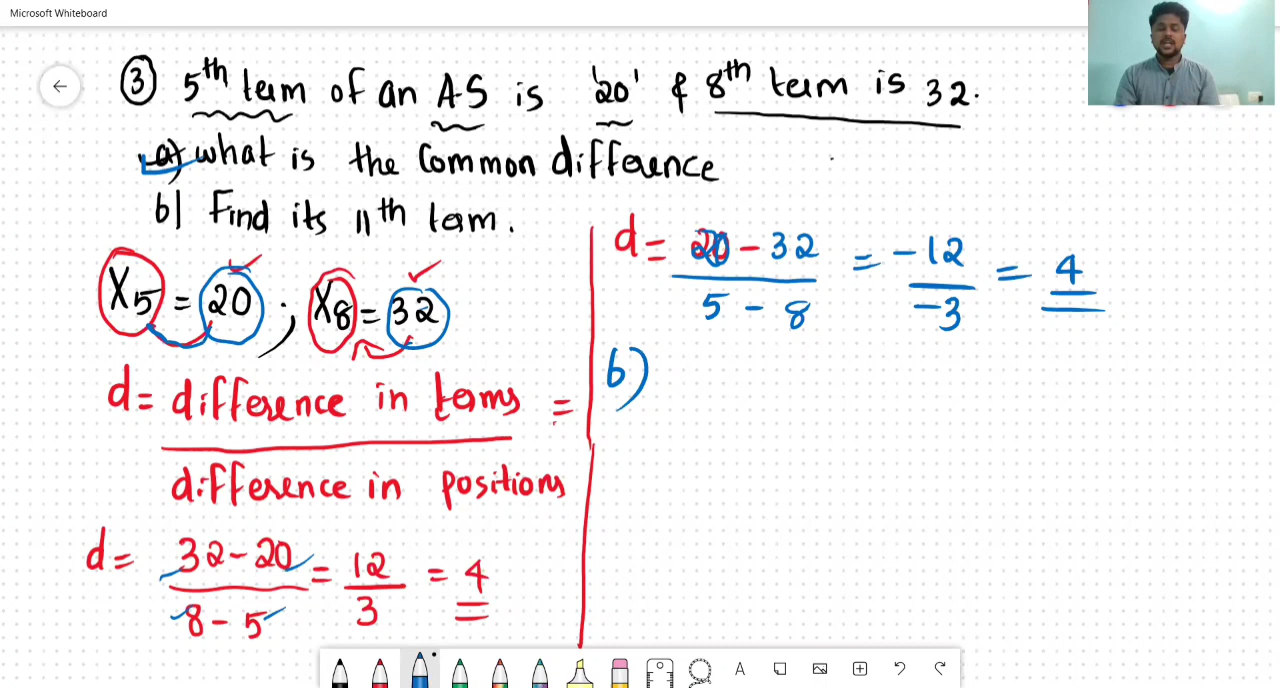 Microsoft Whiteboard
③ 5th term of an AS is '20' & 8th term is 32.
a) what is the Common difference
b) Find its 11th term.
X5 = 20 ; X8 = 32
d = difference in terms =
difference in positions
d = 32 - 20 = 12 = 4
8 - 5 3
d = 20 - 32 = -12 = 4
5 - 8 -3
b)
A